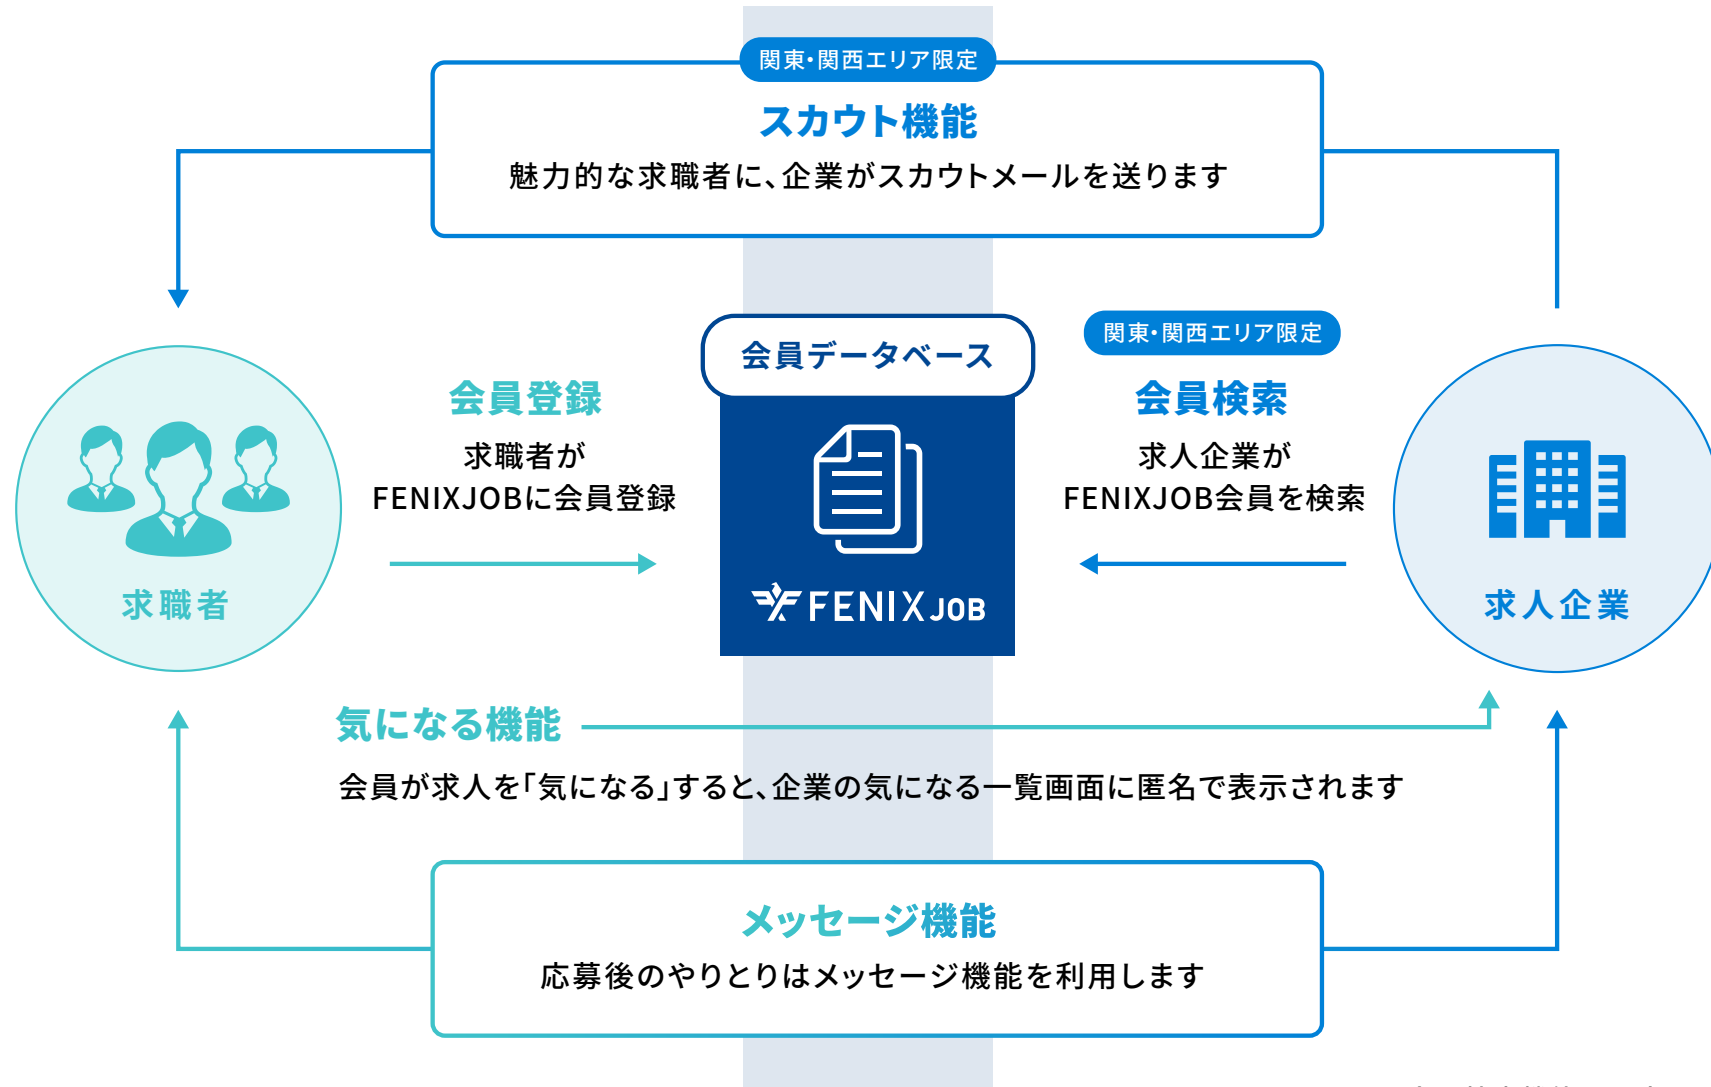 関東・関西エリア限定
スカウト機能
魅力的な求職者に、企業がスカウトメールを送ります
会員データベース
関東・関西エリア限定
会員登録
求職者が
FENIXJOBに会員登録
会員検索
求人企業が
FENIXJOB会員を検索
求職者
FENIX JOB
求人企業
気になる機能
会員が求人を「気になる」すると、企業の気になる一覧画面に匿名で表示されます
メッセージ機能
応募後のやりとりはメッセージ機能を利用します